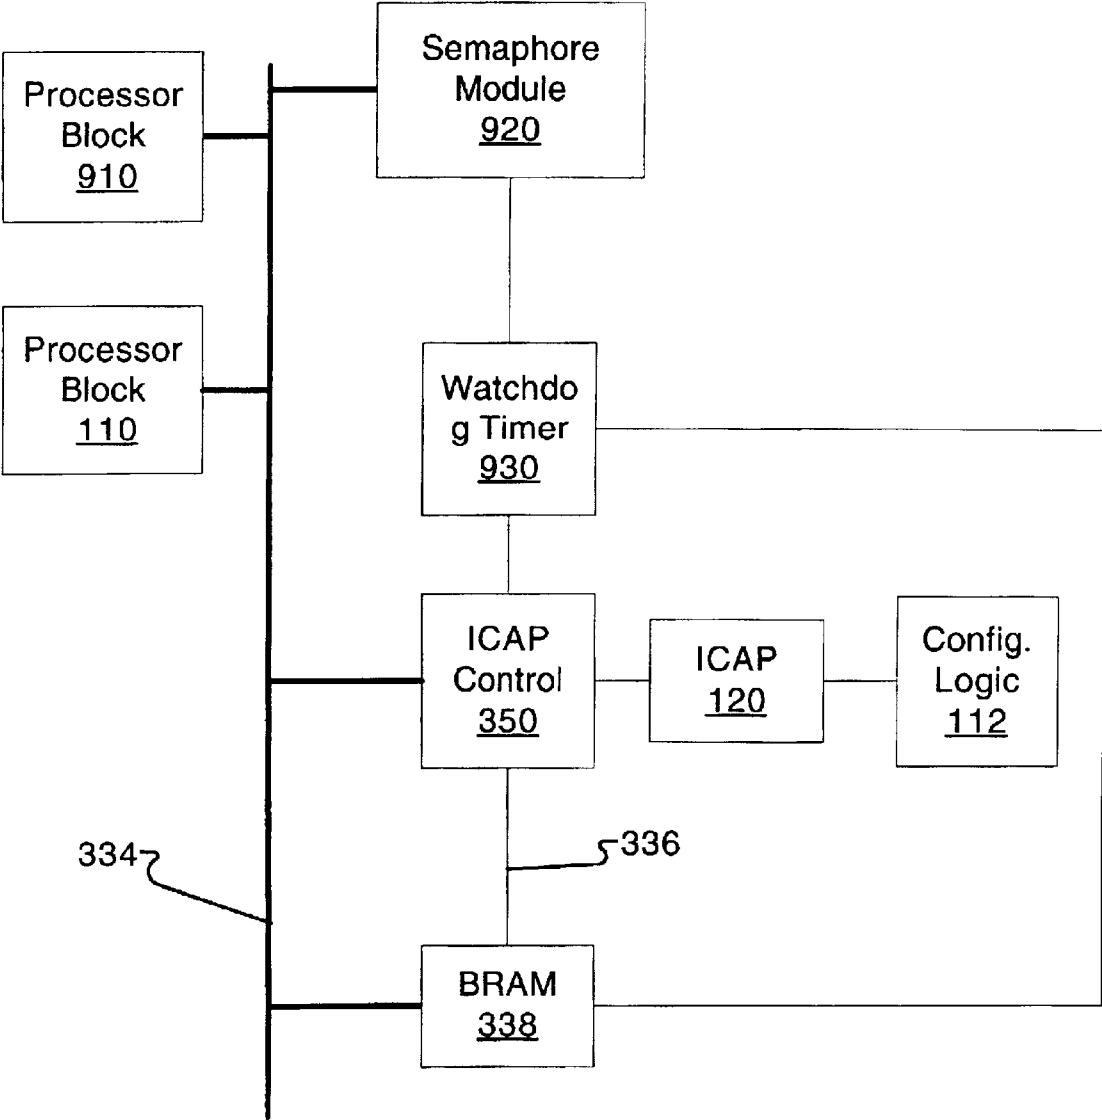 Semaphore
Module
920
Processor
Block
910
Processor
Block
110
Watchdo
g Timer
930
ICAP
Control
350
ICAP
120
Config.
Logic
112
334
336
BRAM
338